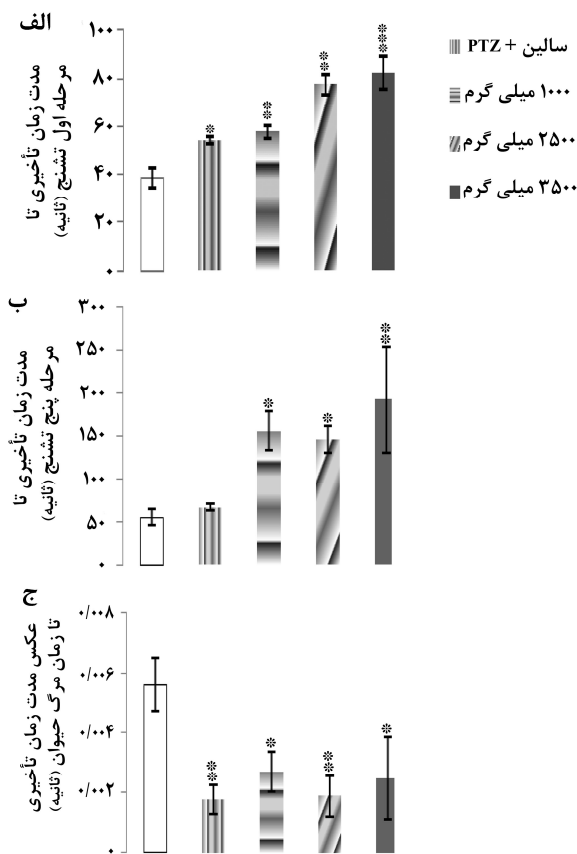 الف
مدت زمان تأخیری تا
مرحله اول تشنج (ثانیه)
۱۰۰
۸۰
۶۰
۴۰
۲۰
۰
*
**
**
***
سالین + PTZ
۱۰۰۰ میلی گرم
۲۵۰۰ میلی گرم
۳۵۰۰ میلی گرم
مدت زمان تأخیری تا
مرحله پنج تشنج (ثانیه)
۳۰۰
۲۵۰
۲۰۰
۱۵۰
۱۰۰
۵۰
۰
*
*
**
ج
عکس مدت زمان تأخیری
تا زمان مرگ حیوان (ثانیه)
۰/۰۰۸
۰/۰۰۶
۰/۰۰۴
۰/۰۰۲
۰
**
*
**
*